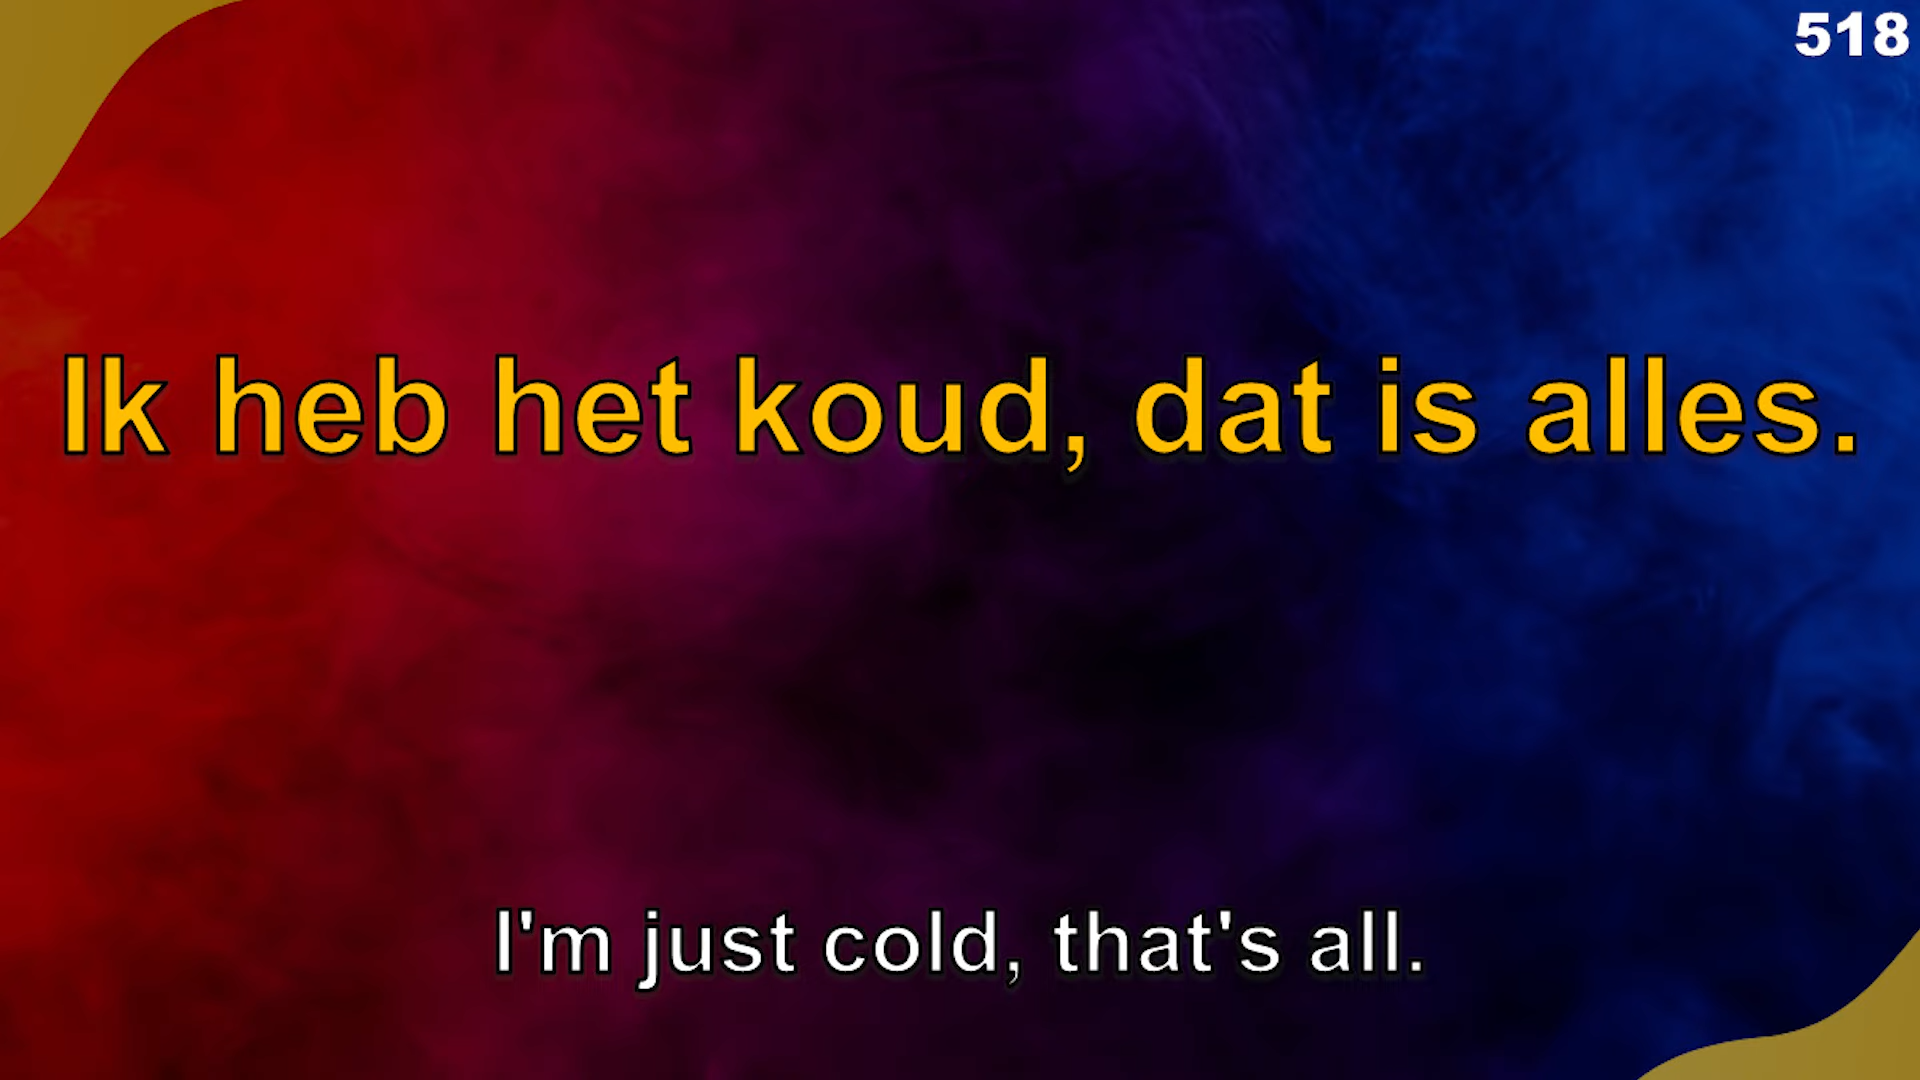 518
Ik heb het koud, dat is alles.
I'm just cold, that's all.